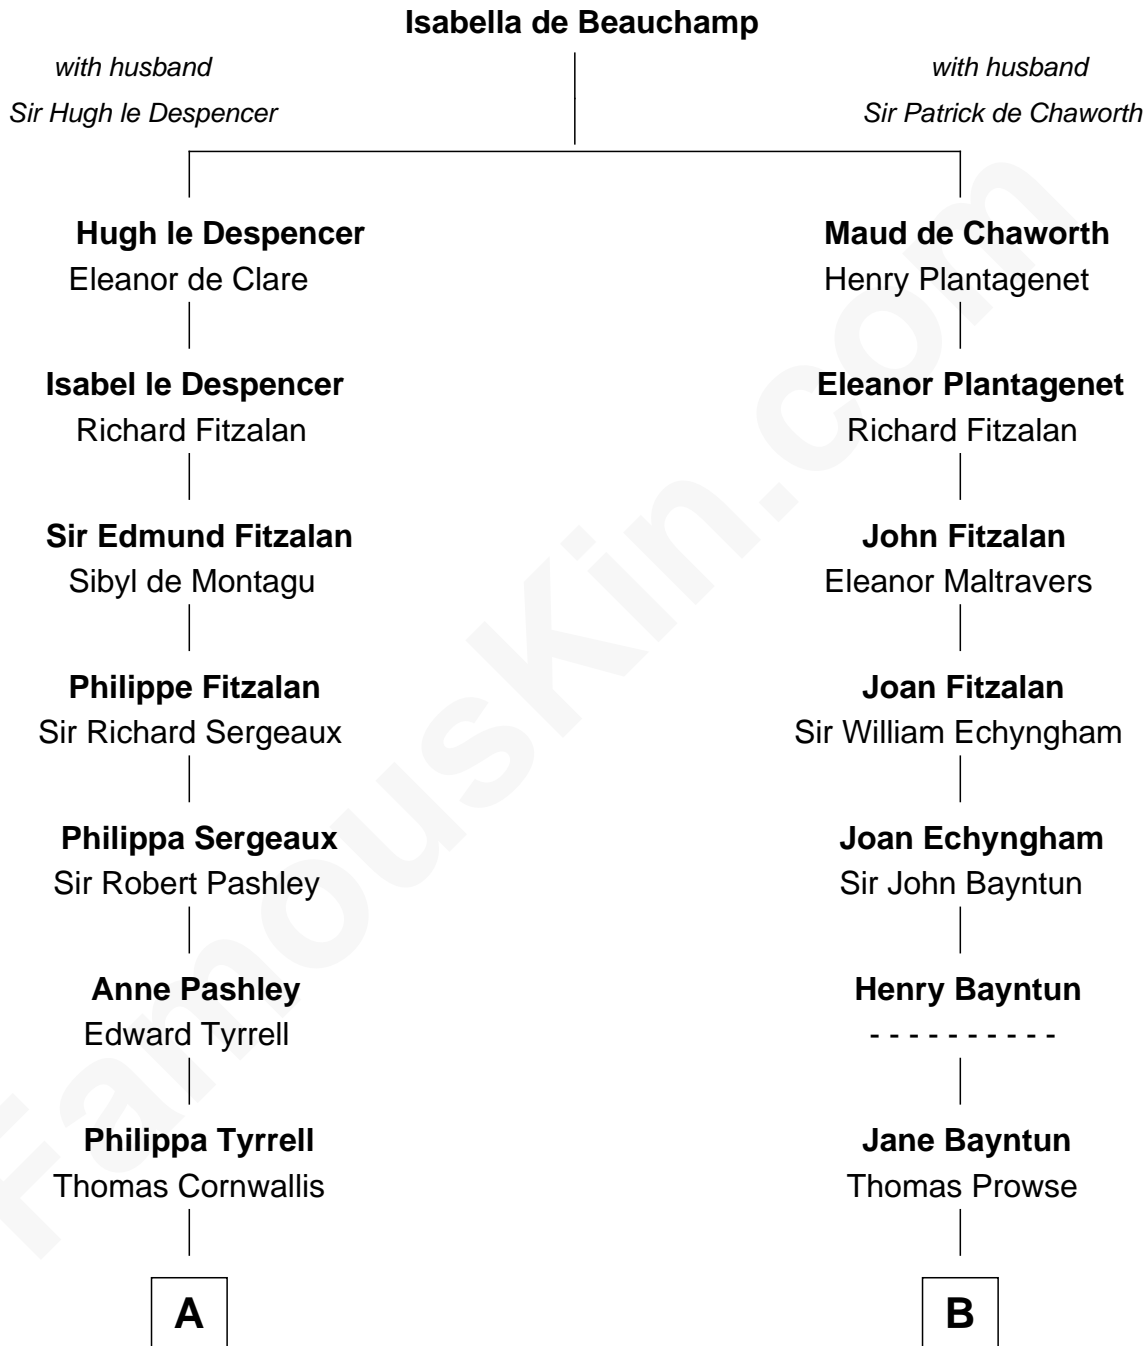 Isabella de Beauchamp
with husband
Sir Hugh le Despencer
with husband
Sir Patrick de Chaworth
Hugh le Despencer
Eleanor de Clare
Maud de Chaworth
Henry Plantagenet
Isabel le Despencer
Richard Fitzalan
Eleanor Plantagenet
Richard Fitzalan
Sir Edmund Fitzalan
Sibyl de Montagu
John Fitzalan
Eleanor Maltravers
Philippe Fitzalan
Sir Richard Sergeaux
Joan Fitzalan
Sir William Echyngham
Philippa Sergeaux
Sir Robert Pashley
Joan Echyngham
Sir John Bayntun
Anne Pashley
Edward Tyrrell
Henry Bayntun
- - - - - - - - - -
Philippa Tyrrell
Thomas Cornwallis
Jane Bayntun
Thomas Prowse
A
B
FamousKin.com